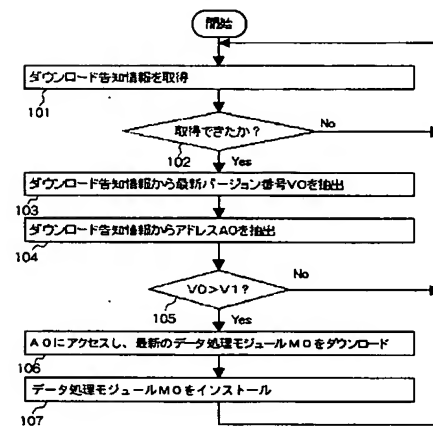 開始
ダウンロード告知情報を取得
101
取得できたか?
No
102
Yes
ダウンロード告知情報から最新バージョン番号V0を抽出
103
ダウンロード告知情報からアドレスA0を抽出
104
V0>V1?
No
105
Yes
A0にアクセスし、最新のデータ処理モジュールM0をダウンロード
106
データ処理モジュールM0をインストール
107